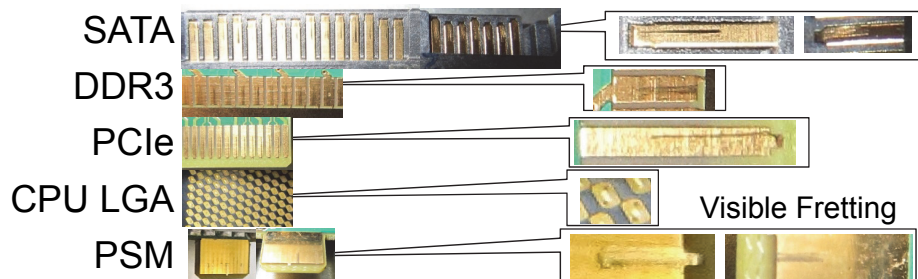 SATA
DDR3
PCIe
CPU LGA
Visible Fretting
PSM